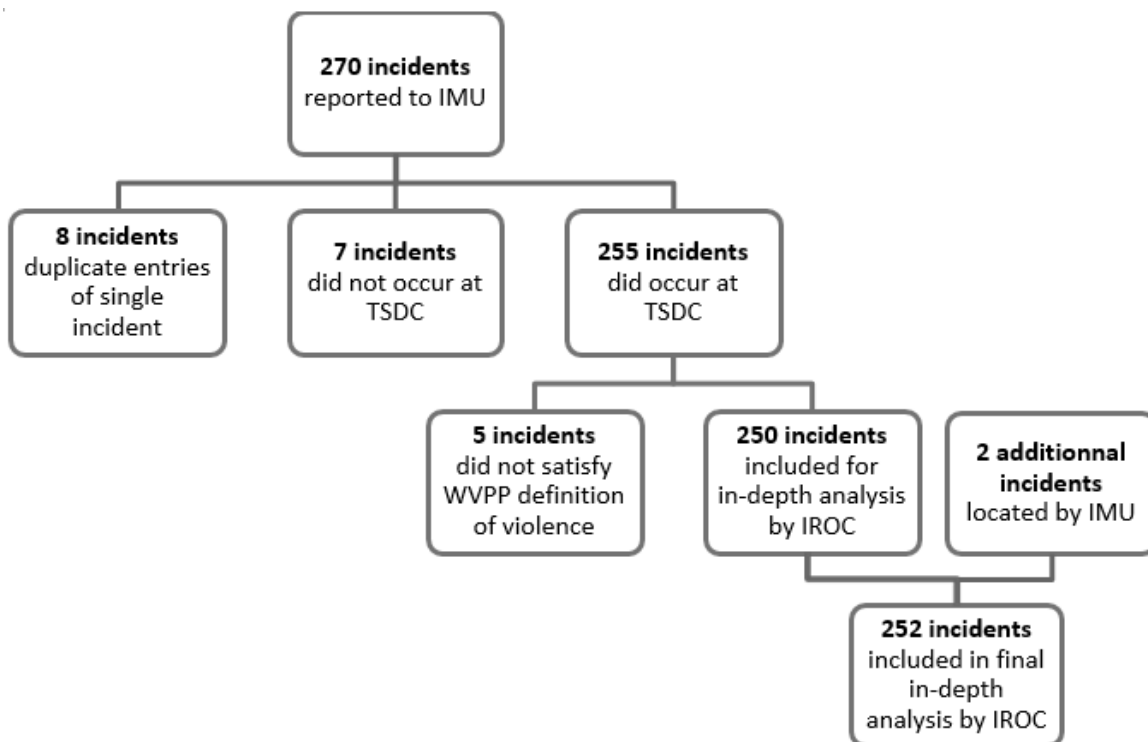 270 incidents
reported to IMU
8 incidents
duplicate entries
of single
incident
7 incidents
did not occur at
TSDC
255 incidents
did occur at
TSDC
5 incidents
did not satisfy
WVPP definition
of violence
250 incidents
included for
in-depth analysis
by IROC
2 additionnal
incidents
located by IMU
252 incidents
included in final
in-depth
analysis by IROC